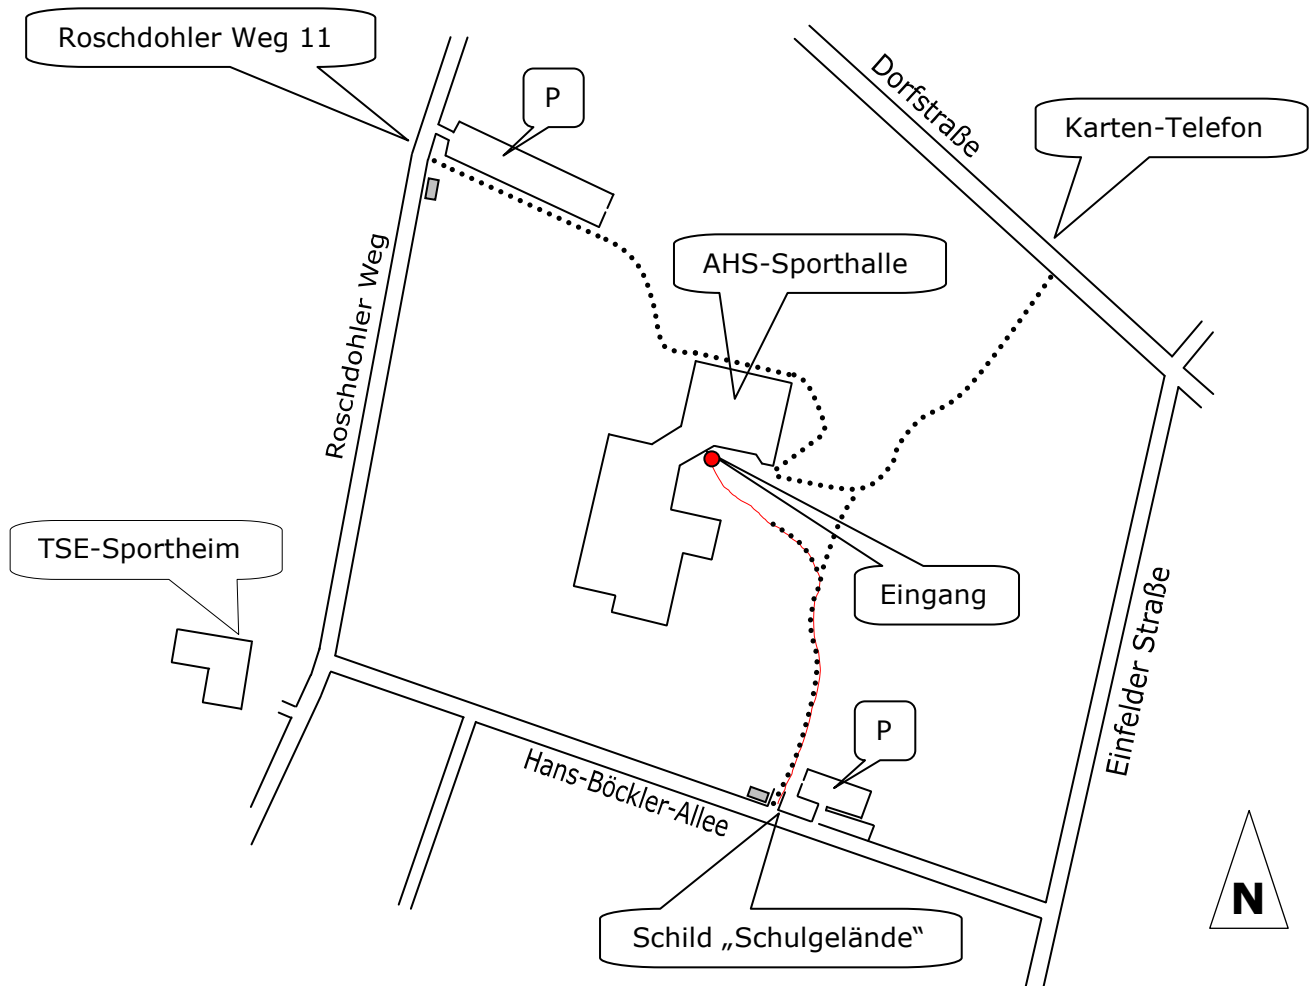 Roschdohler Weg 11
P
Dorfstraße
Karten-Telefon
AHS-Sporthalle
Roschdohler Weg
TSE-Sportheim
Eingang
Einfelder Straße
P
Hans-Böckler-Allee
N
Schild „Schulgelände“